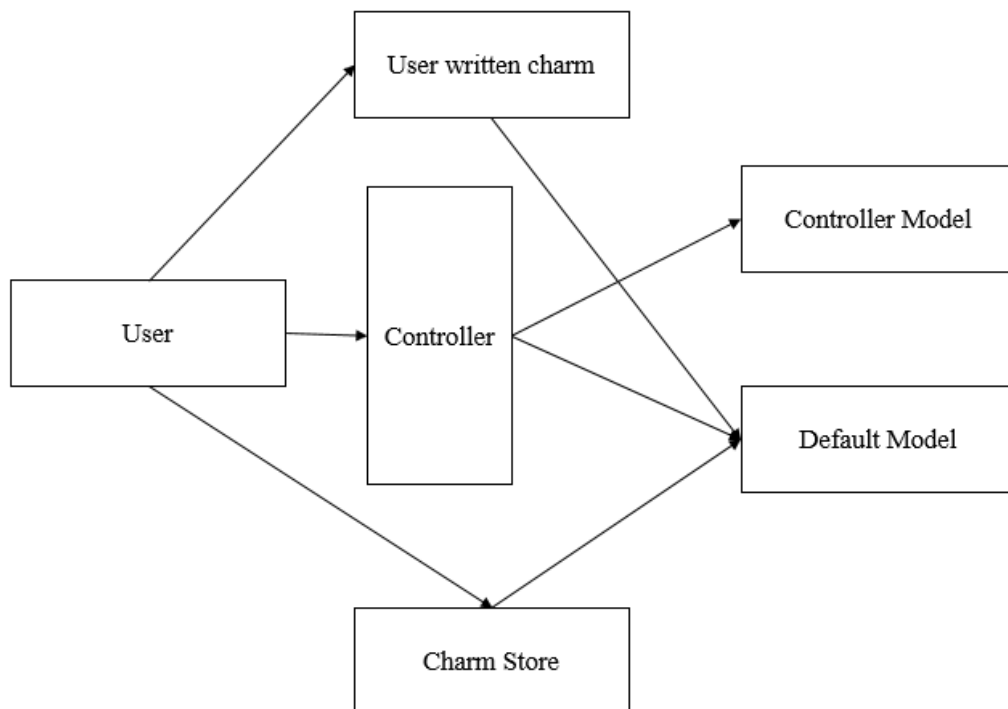 User written charm
Controller Model
User
Controller
Default Model
Charm Store